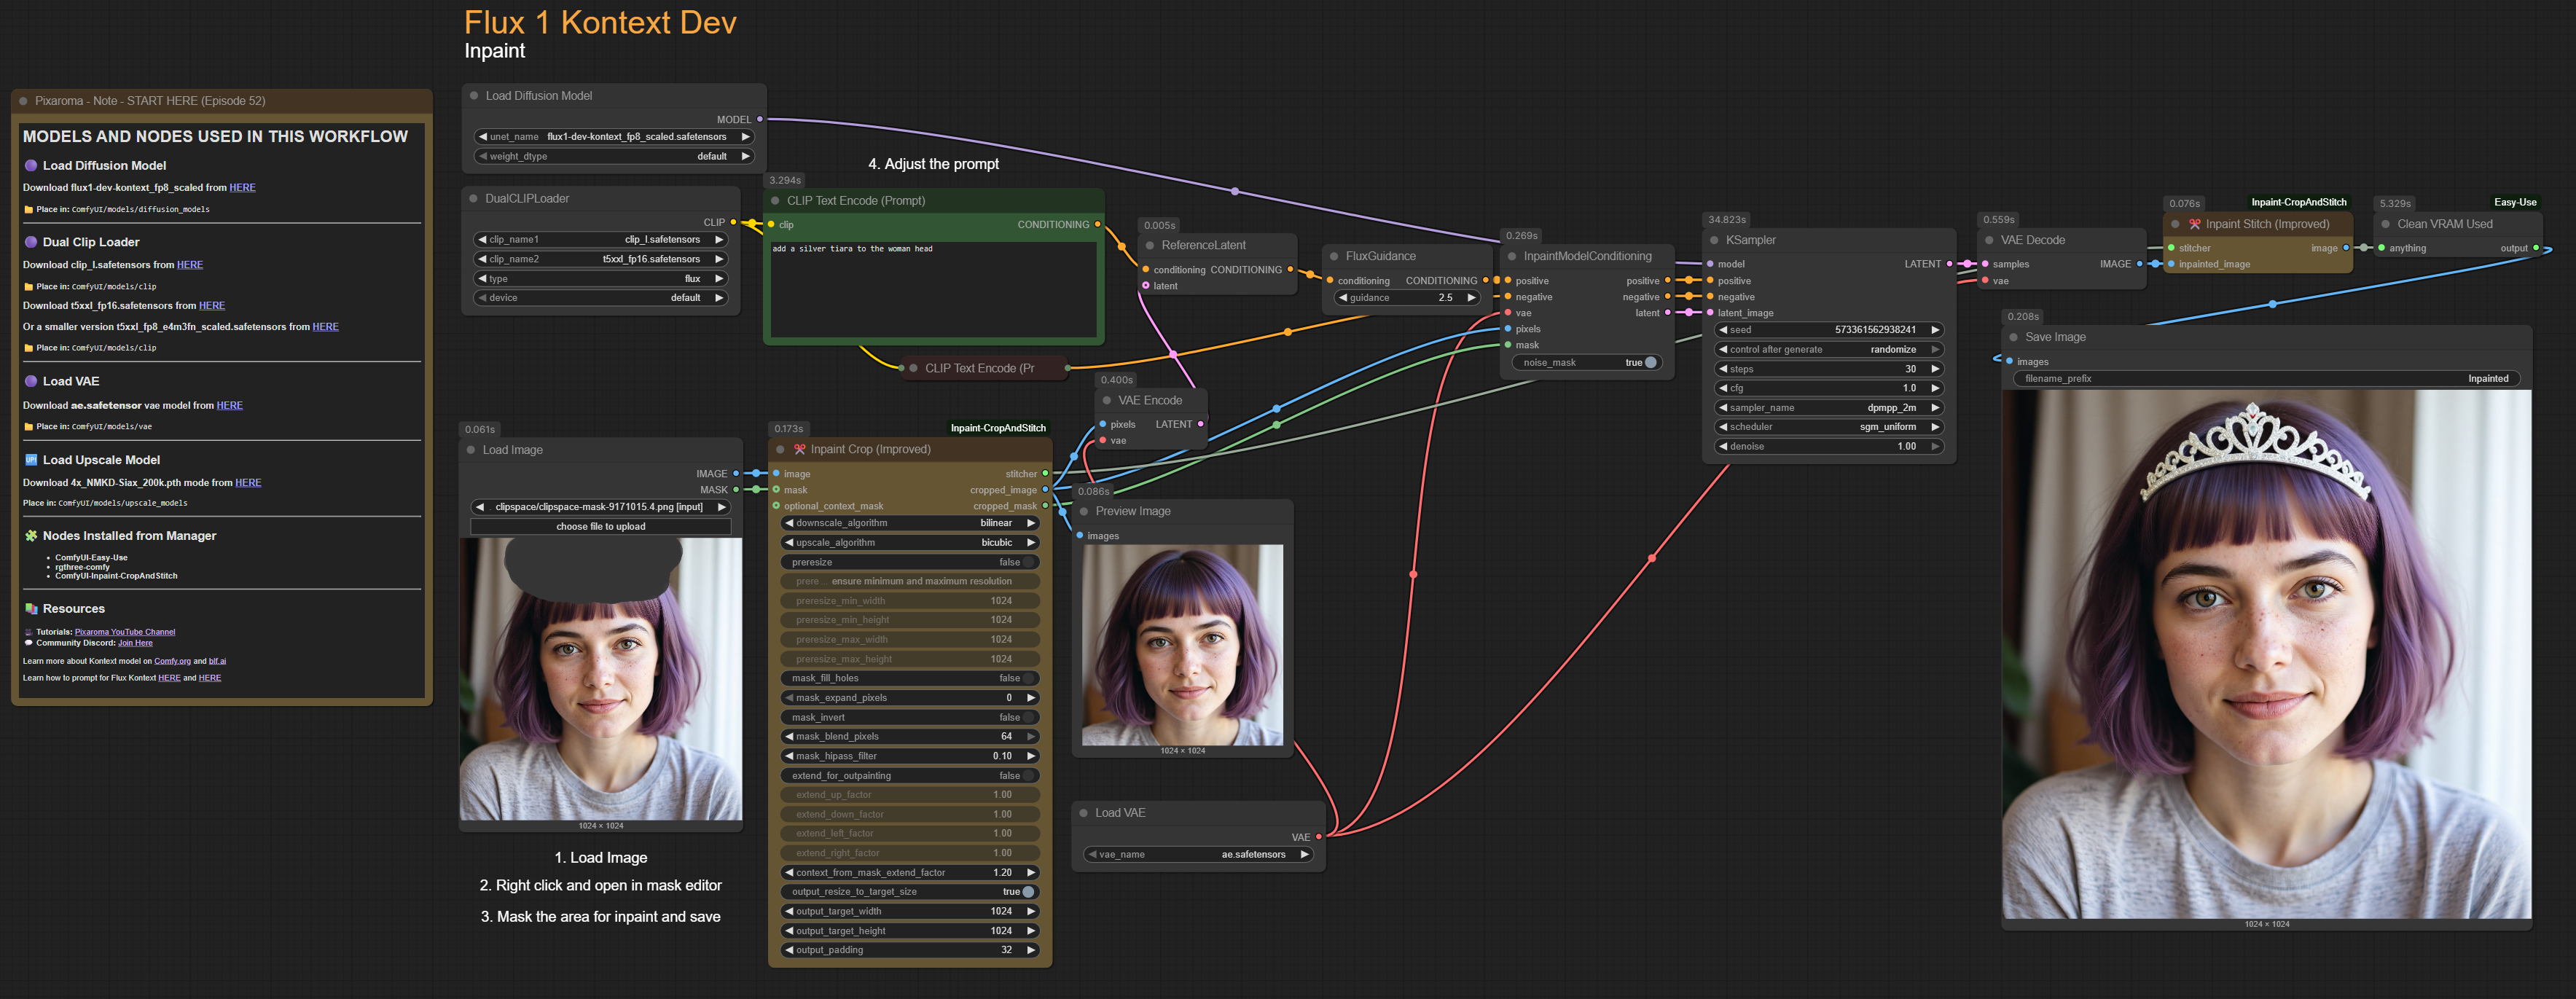 Flux 1 Kontext Dev
Inpaint
Pixaroma - Note - START HERE (Episode 52)
MODELS AND NODES USED IN THIS WORKFLOW
Load Diffusion Model
Download flux1-dev-kontext_fp8_scaled from HERE
Place in: ComfyUI/models/diffusion_models
Dual Clip Loader
Download clip_l.safetensors from HERE
Place in: ComfyUI/models/clip
Download t5xxl_fp16.safetensors from HERE
Or a smaller version t5xxl_fp8_e4m3fn_scaled.safetensors from HERE
Place in: ComfyUI/models/clip
Load VAE
Download ae.safetensor vae model from HERE
Place in: ComfyUI/models/vae
UP! Load Upscale Model
Download 4x_NMKD-Siax_200k.pth mode from HERE
Place in: ComfyUI/models/upscale_models
Nodes Installed from Manager
• ComfyUI-Easy-Use
• rgthree-comfy
• ComfyUI-Inpaint-CropAndStitch
Resources
Tutorials: Pixaroma YouTube Channel
Community Discord: Join Here
Learn more about Kontext model on Comfy.org and blf.ai
Learn how to prompt for Flux Kontext HERE and HERE
Load Diffusion Model
MODEL
unet_name flux1-dev-kontext_fp8_scaled.safetensors
weight_dtype default
DualCLIPLoader
CLIP
clip_name1 clip_l.safetensors
clip_name2 t5xxl_fp16.safetensors
type flux
device default
4. Adjust the prompt
3.294s
CLIP Text Encode (Prompt)
clip CONDITIONING
add a silver tiara to the woman head
CLIP Text Encode (Pr
0.005s
ReferenceLatent
conditioning CONDITIONING
latent
FluxGuidance
conditioning CONDITIONING
guidance 2.5
0.269s
InpaintModelConditioning
positive positive
negative negative
vae latent
pixels
mask
noise_mask true
34.823s
KSampler
model LATENT
positive
negative
latent_image
seed 573361562938241
control after generate randomize
steps 30
cfg 1.0
sampler_name dpmpp_2m
scheduler sgm_uniform
denoise 1.00
0.559s
VAE Decode
samples IMAGE
vae
0.076s Inpaint-CropAndStitch
Inpaint Stitch (Improved)
stitcher image
inpainted_image
5.329s Easy-Use
Clean VRAM Used
anything output
0.208s
Save Image
images
filename_prefix Inpainted
1024 × 1024
0.061s
Load Image
IMAGE
MASK
clipspace/clipspace-mask-9171015.4.png [input]
choose file to upload
1024 × 1024
1. Load Image
2. Right click and open in mask editor
3. Mask the area for inpaint and save
0.173s Inpaint-CropAndStitch
Inpaint Crop (Improved)
image stitcher
mask cropped_image
optional_context_mask cropped_mask
downscale_algorithm bilinear
upscale_algorithm bicubic
preresize false
prere... ensure minimum and maximum resolution
preresize_min_width 1024
preresize_min_height 1024
preresize_max_width 1024
preresize_max_height 1024
mask_fill_holes false
mask_expand_pixels 0
mask_invert false
mask_blend_pixels 64
mask_hipass_filter 0.10
extend_for_outpainting false
extend_up_factor 1.00
extend_down_factor 1.00
extend_left_factor 1.00
extend_right_factor 1.00
context_from_mask_extend_factor 1.20
output_resize_to_target_size true
output_target_width 1024
output_target_height 1024
output_padding 32
0.400s
VAE Encode
pixels LATENT
vae
0.086s
Preview Image
images
1024 × 1024
Load VAE
VAE
vae_name ae.safetensors